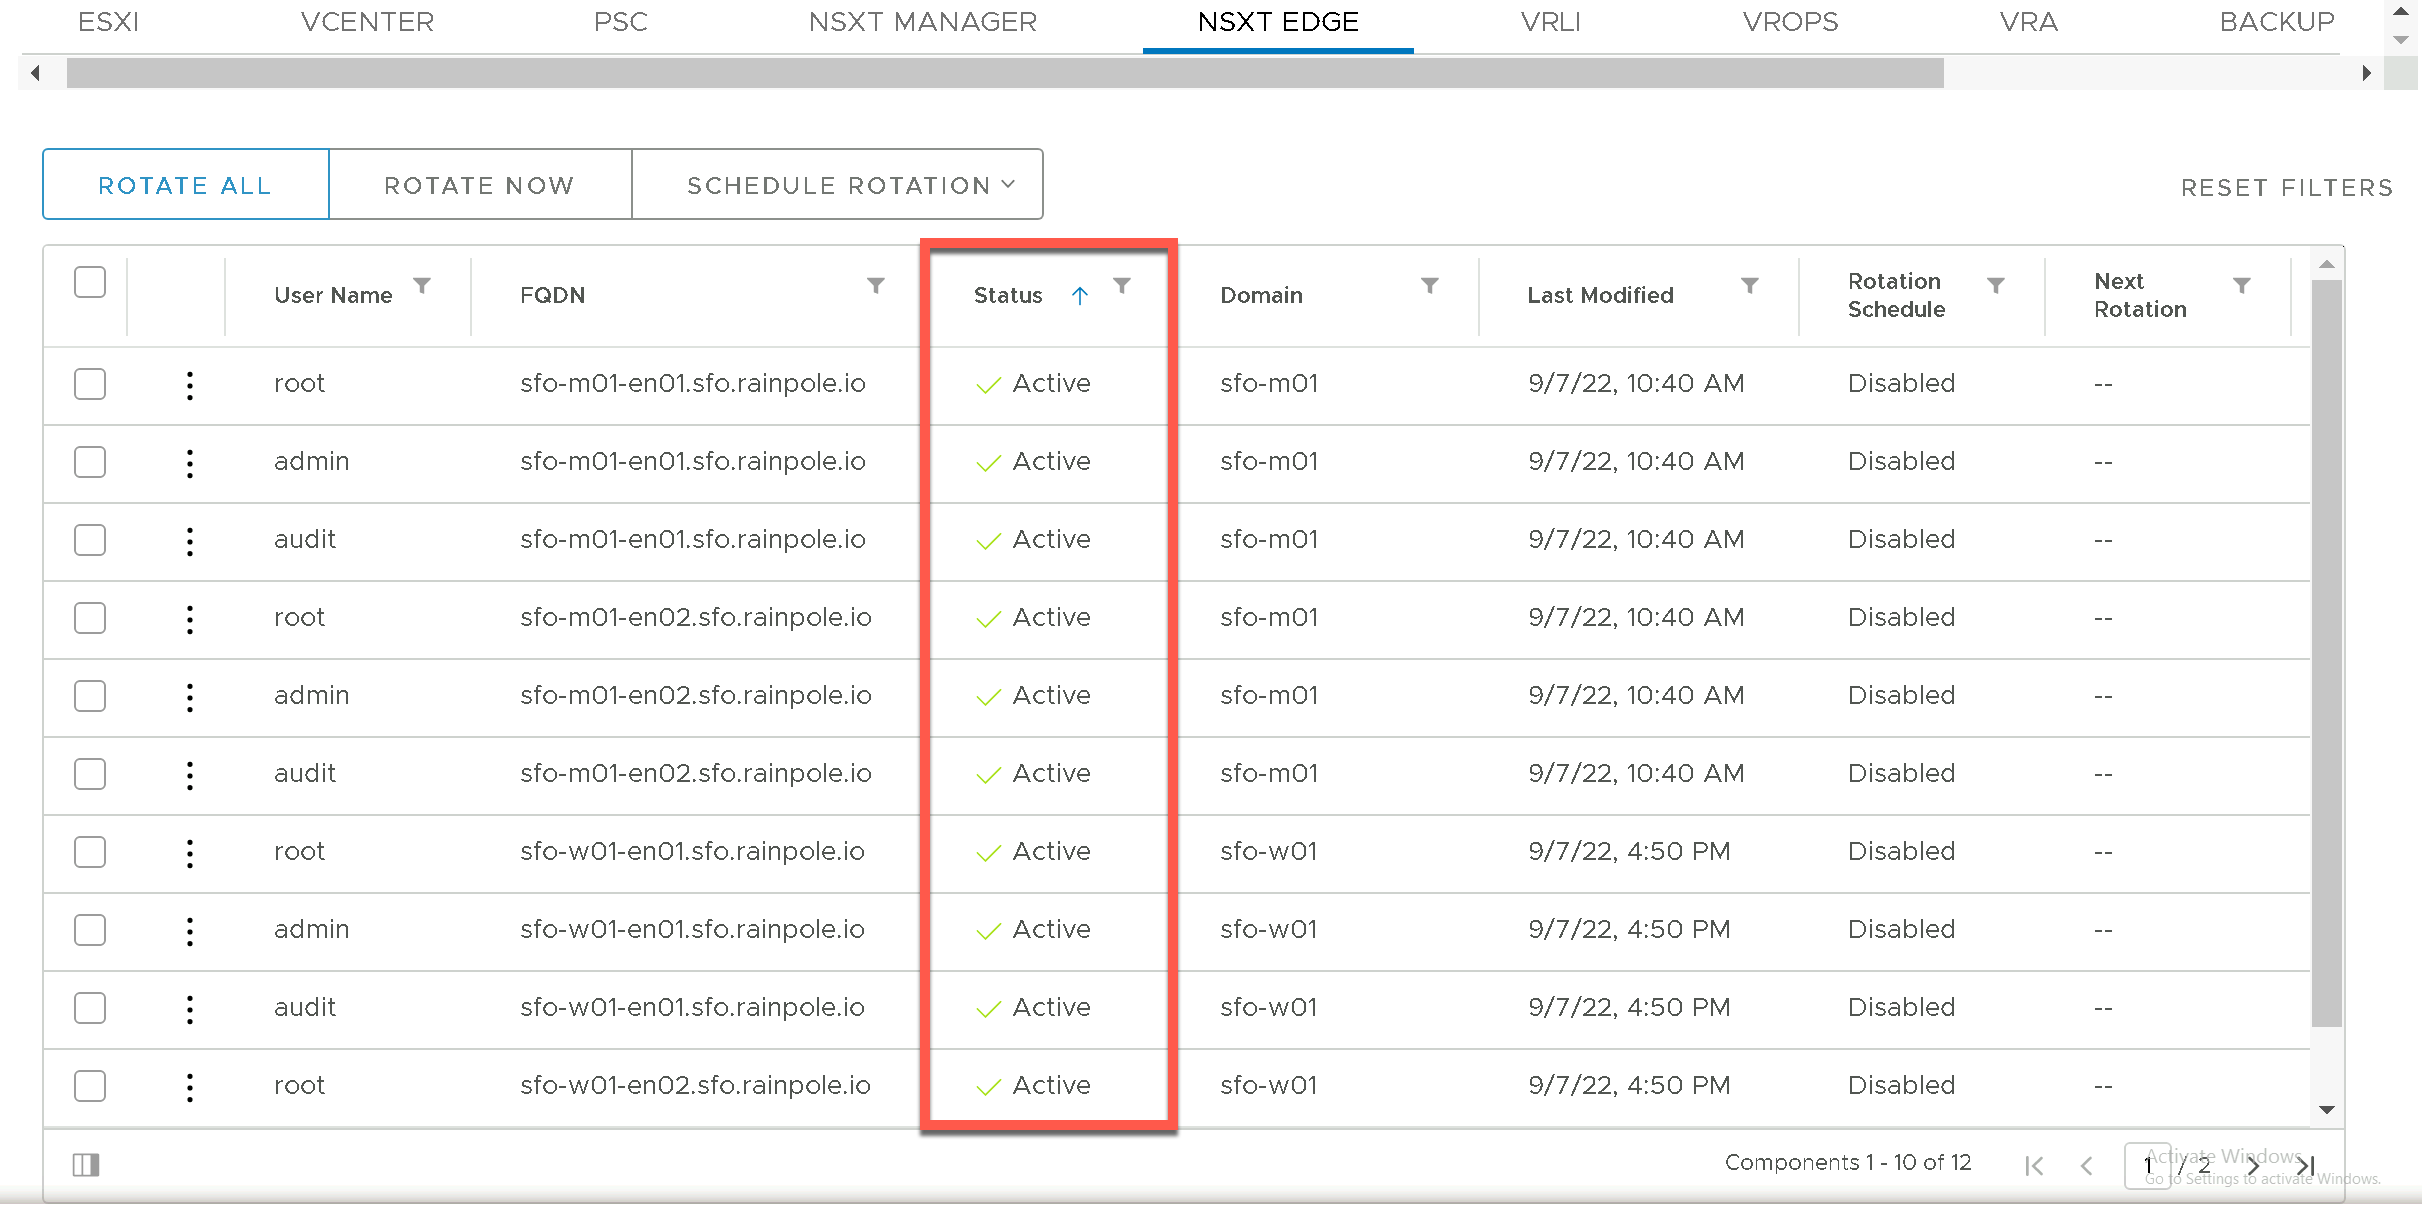 ESXI VCENTER PSC NSXT MANAGER NSXT EDGE VRLI VROPS VRA BACKUP
ROTATE ALL ROTATE NOW SCHEDULE ROTATION RESET FILTERS
User Name FQDN Status Domain Last Modified Rotation Schedule Next Rotation
root sfo-m01-en01.sfo.rainpole.io Active sfo-m01 9/7/22, 10:40 AM Disabled --
admin sfo-m01-en01.sfo.rainpole.io Active sfo-m01 9/7/22, 10:40 AM Disabled --
audit sfo-m01-en01.sfo.rainpole.io Active sfo-m01 9/7/22, 10:40 AM Disabled --
root sfo-m01-en02.sfo.rainpole.io Active sfo-m01 9/7/22, 10:40 AM Disabled --
admin sfo-m01-en02.sfo.rainpole.io Active sfo-m01 9/7/22, 10:40 AM Disabled --
audit sfo-m01-en02.sfo.rainpole.io Active sfo-m01 9/7/22, 10:40 AM Disabled --
root sfo-w01-en01.sfo.rainpole.io Active sfo-w01 9/7/22, 4:50 PM Disabled --
admin sfo-w01-en01.sfo.rainpole.io Active sfo-w01 9/7/22, 4:50 PM Disabled --
audit sfo-w01-en01.sfo.rainpole.io Active sfo-w01 9/7/22, 4:50 PM Disabled --
root sfo-w01-en02.sfo.rainpole.io Active sfo-w01 9/7/22, 4:50 PM Disabled --
Components 1 - 10 of 12 1 / 2
Activate Windows
Go to Settings to activate Windows.